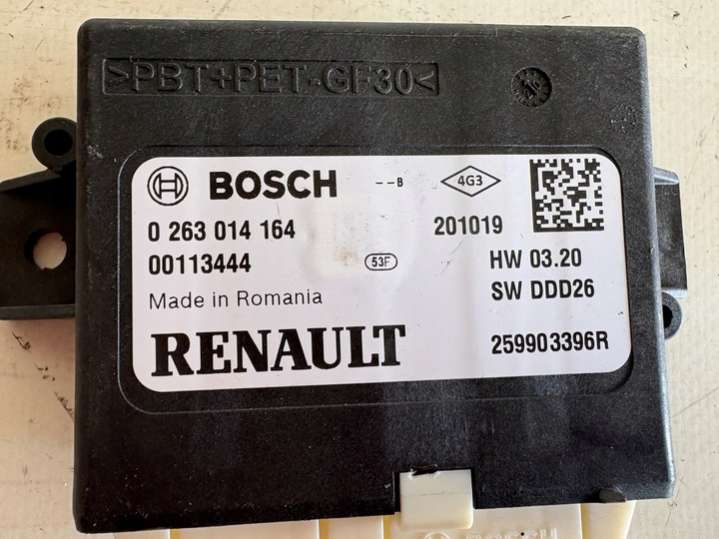 >PBT+PET-GF30<
BOSCH --B 4G3
0 263 014 164 201019
00113444 53F HW 03.20
Made in Romania SW DDD26
RENAULT 259903396R
BOSCH